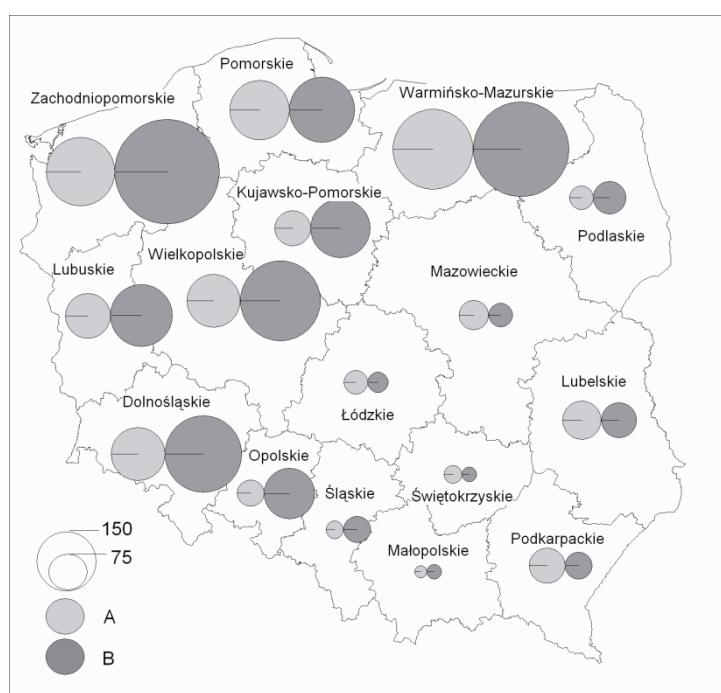 Pomorskie
Zachodniopomorskie
Warmińsko-Mazurskie
Kujawsko-Pomorskie
Podlaskie
Wielkopolskie
Lubuskie
Mazowieckie
Lubelskie
Dolnośląskie
Łódzkie
Opolskie
Śląskie
Świętokrzyskie
Małopolskie
Podkarpackie
150
75
A
B